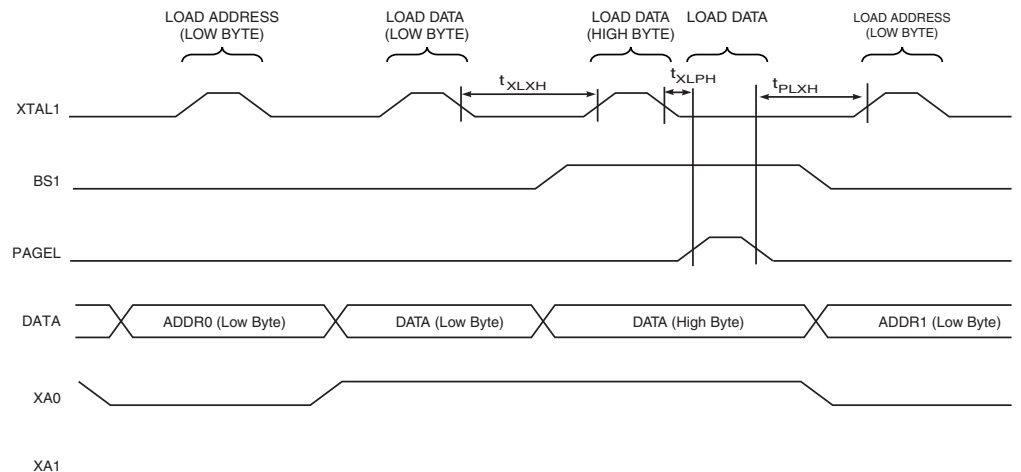 LOAD ADDRESS
(LOW BYTE)
LOAD DATA
(LOW BYTE)
LOAD DATA
(HIGH BYTE)
LOAD DATA
LOAD ADDRESS
(LOW BYTE)
tXLXH
tXLPH
tPLXH
XTAL1
BS1
PAGEL
DATA
ADDR0 (Low Byte)
DATA (Low Byte)
DATA (High Byte)
ADDR1 (Low Byte)
XA0
XA1